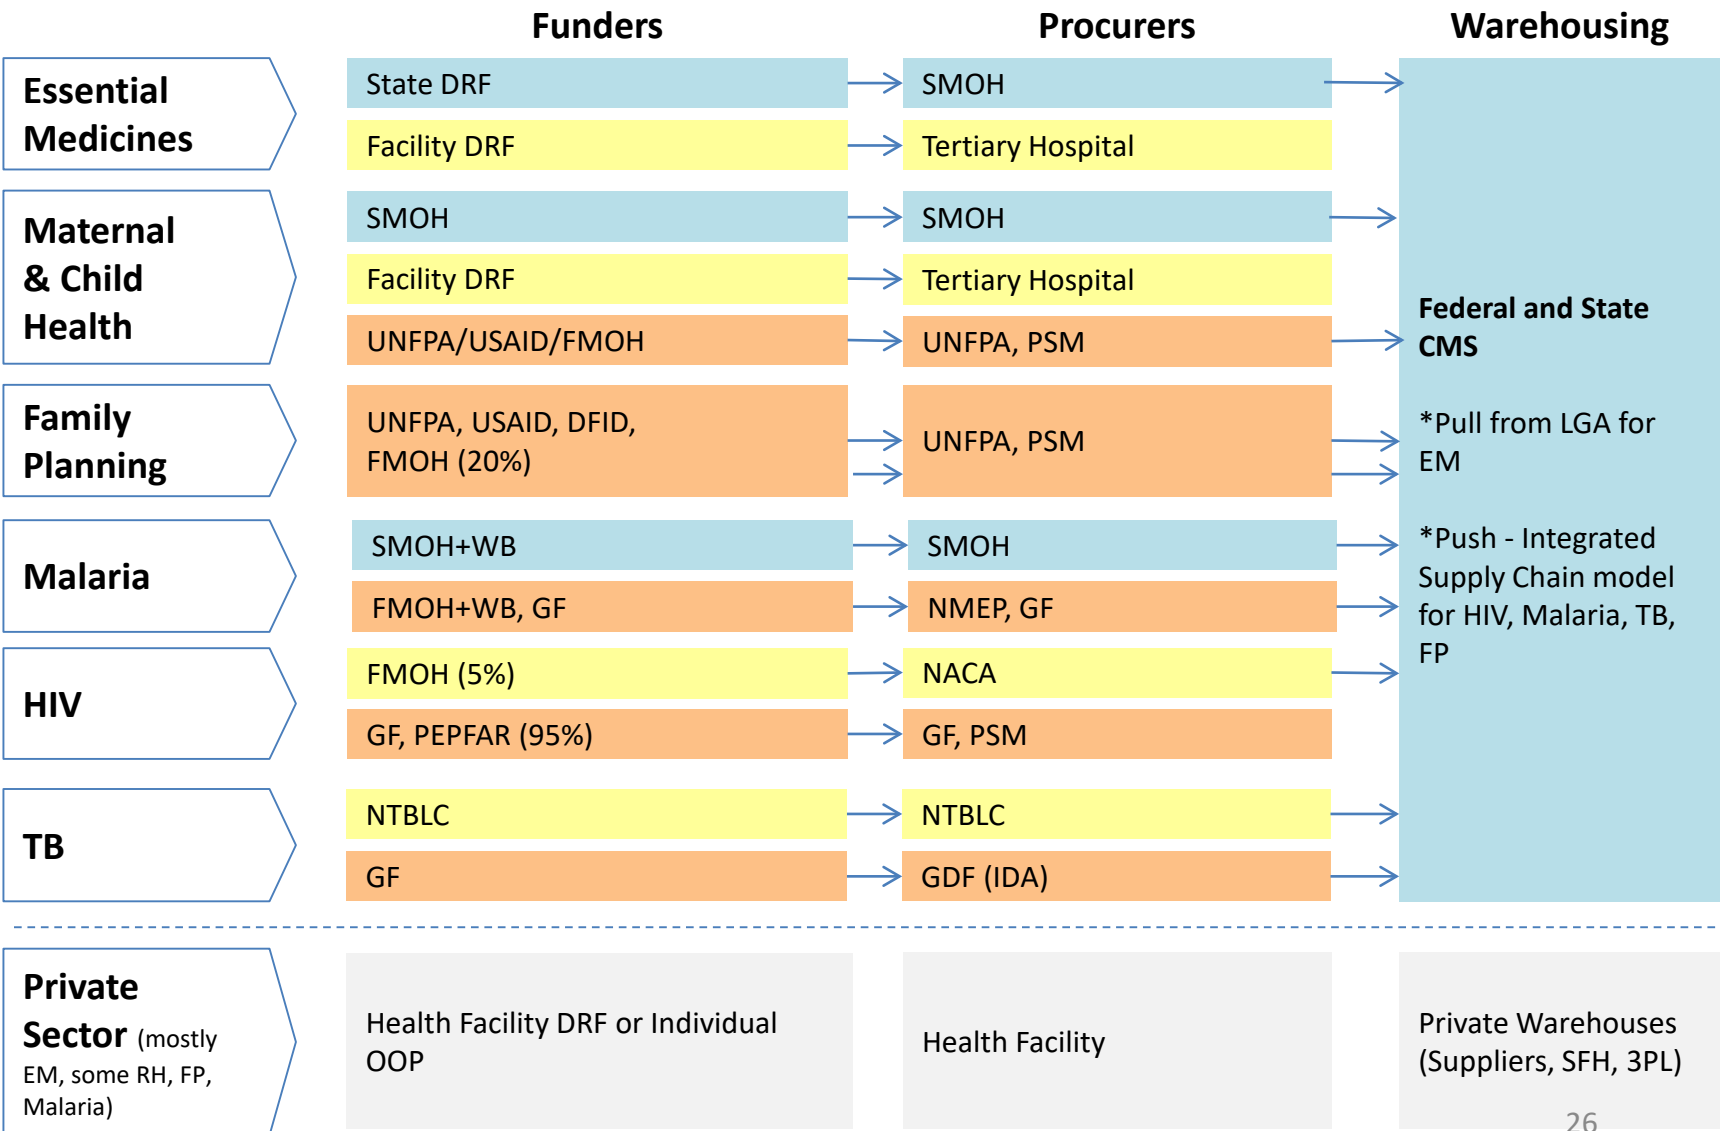 Funders
Procurers
Warehousing
Essential
Medicines
State DRF
SMOH
Facility DRF
Tertiary Hospital
Maternal
& Child
Health
SMOH
SMOH
Facility DRF
Tertiary Hospital
UNFPA/USAID/FMOH
UNFPA, PSM
Family
Planning
UNFPA, USAID, DFID,
FMOH (20%)
UNFPA, PSM
Malaria
SMOH+WB
SMOH
FMOH+WB, GF
NMEP, GF
HIV
FMOH (5%)
NACA
GF, PEPFAR (95%)
GF, PSM
TB
NTBLC
NTBLC
GF
GDF (IDA)
Federal and State
CMS
*Pull from LGA for
EM
*Push - Integrated
Supply Chain model
for HIV, Malaria, TB,
FP
Private
Sector (mostly
EM, some RH, FP,
Malaria)
Health Facility DRF or Individual
OOP
Health Facility
Private Warehouses
(Suppliers, SFH, 3PL)
26